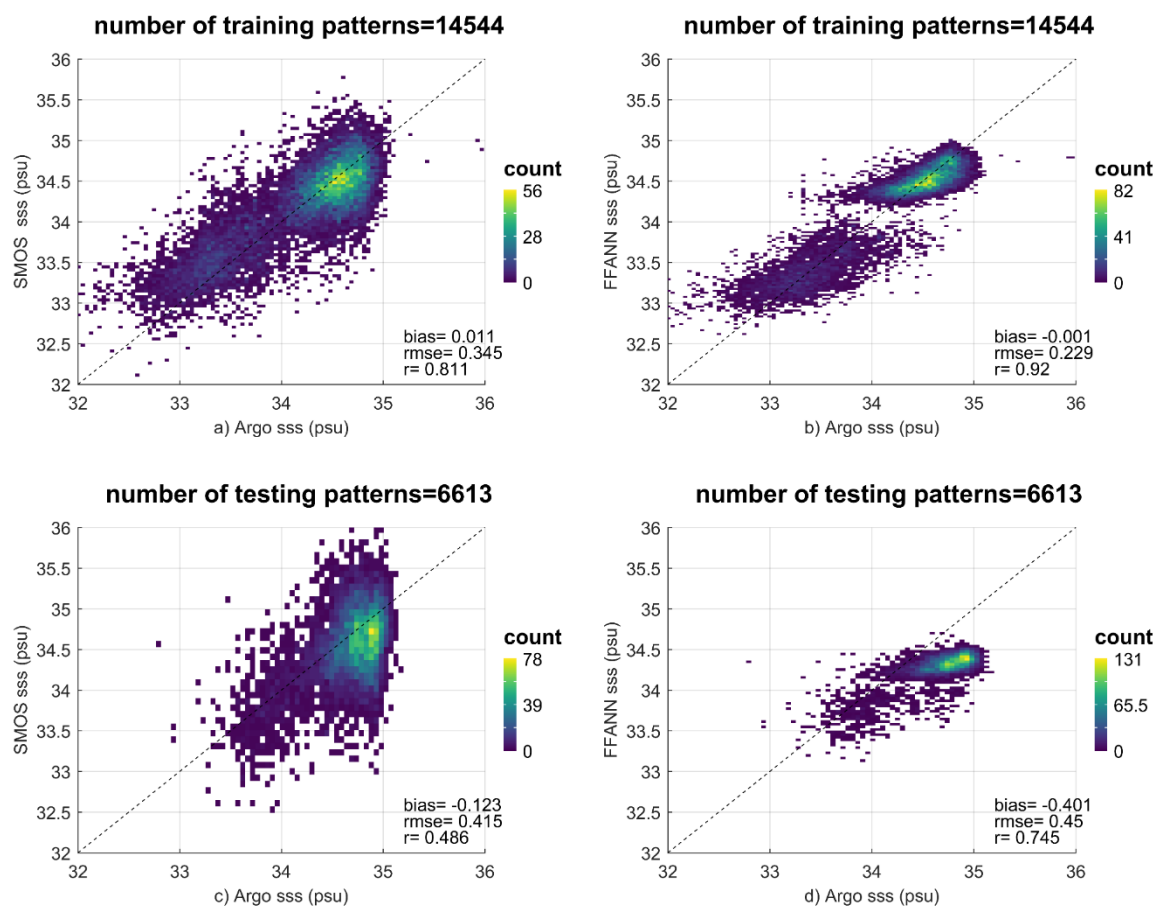 number of training patterns=14544
36
35.5
35
34.5
34
33.5
33
32.5
32
SMOS  sss (psu)
32
33
34
35
36
a) Argo sss (psu)
count
56
28
0
bias= 0.011
rmse= 0.345
r= 0.811
number of training patterns=14544
36
35.5
35
34.5
34
33.5
33
32.5
32
FFANN sss (psu)
32
33
34
35
36
b) Argo sss (psu)
count
82
41
0
bias= -0.001
rmse= 0.229
r= 0.92
number of testing patterns=6613
36
35.5
35
34.5
34
33.5
33
32.5
32
SMOS sss (psu)
32
33
34
35
36
c) Argo sss (psu)
count
78
39
0
bias= -0.123
rmse= 0.415
r= 0.486
number of testing patterns=6613
36
35.5
35
34.5
34
33.5
33
32.5
32
FFANN sss (psu)
32
33
34
35
36
d) Argo sss (psu)
count
131
65.5
0
bias= -0.401
rmse= 0.45
r= 0.745